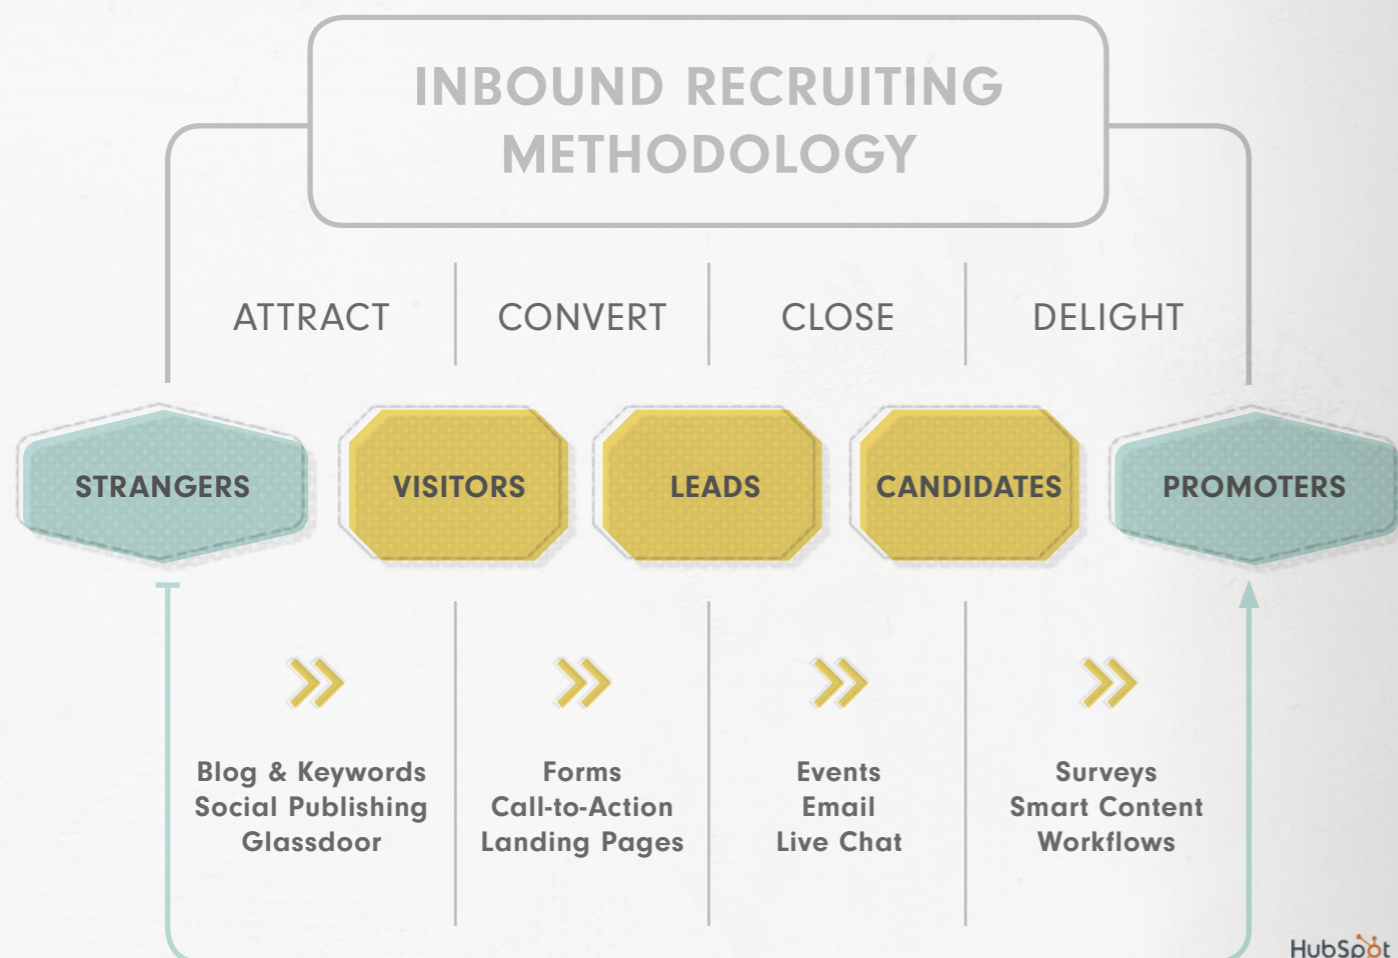 INBOUND RECRUITING
METHODOLOGY
ATTRACT
CONVERT
CLOSE
DELIGHT
STRANGERS
VISITORS
LEADS
CANDIDATES
PROMOTERS
Blog & Keywords
Social Publishing
Glassdoor
Forms
Call-to-Action
Landing Pages
Events
Email
Live Chat
Surveys
Smart Content
Workflows
HubSpot